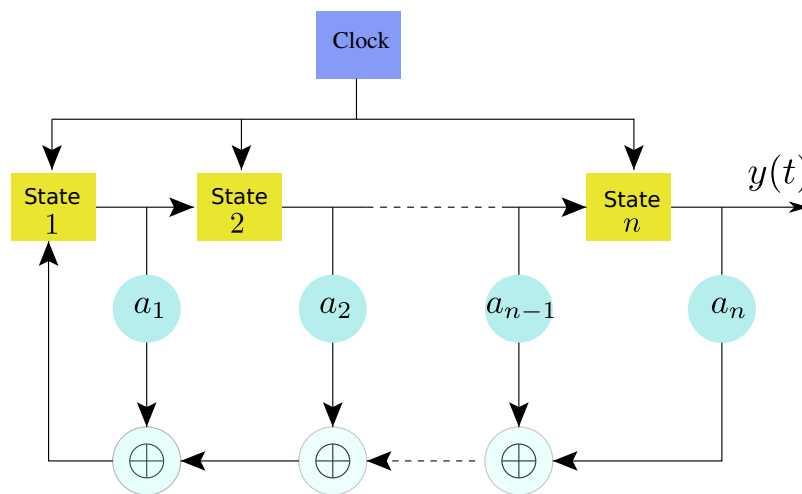 Clock
State
1
State
2
State
n
y(t)
a₁
a₂
aₙ₋₁
aₙ
⊕
⊕
⊕